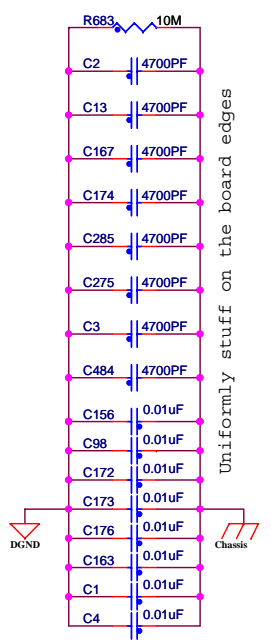 R683 10M
C2 4700PF
C13 4700PF
C167 4700PF
C174 4700PF
C285 4700PF
C275 4700PF
C3 4700PF
C484 4700PF
C156 0.01uF
C98 0.01uF
C172 0.01uF
C173 0.01uF
C176 0.01uF
C163 0.01uF
C1 0.01uF
C4 0.01uF
DGND
Chassis
Uniformly stuff on the board edges